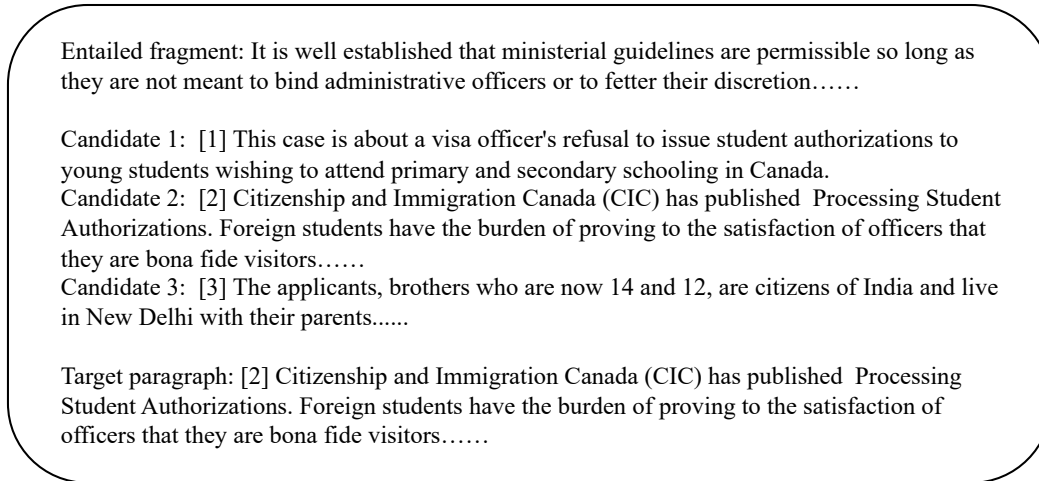 Entailed fragment: It is well established that ministerial guidelines are permissible so long as
they are not meant to bind administrative officers or to fetter their discretion……
Candidate 1:  [1] This case is about a visa officer's refusal to issue student authorizations to
young students wishing to attend primary and secondary schooling in Canada.
Candidate 2:  [2] Citizenship and Immigration Canada (CIC) has published  Processing Student
Authorizations. Foreign students have the burden of proving to the satisfaction of officers that
they are bona fide visitors……
Candidate 3:  [3] The applicants, brothers who are now 14 and 12, are citizens of India and live
in New Delhi with their parents......
Target paragraph: [2] Citizenship and Immigration Canada (CIC) has published  Processing
Student Authorizations. Foreign students have the burden of proving to the satisfaction of
officers that they are bona fide visitors……